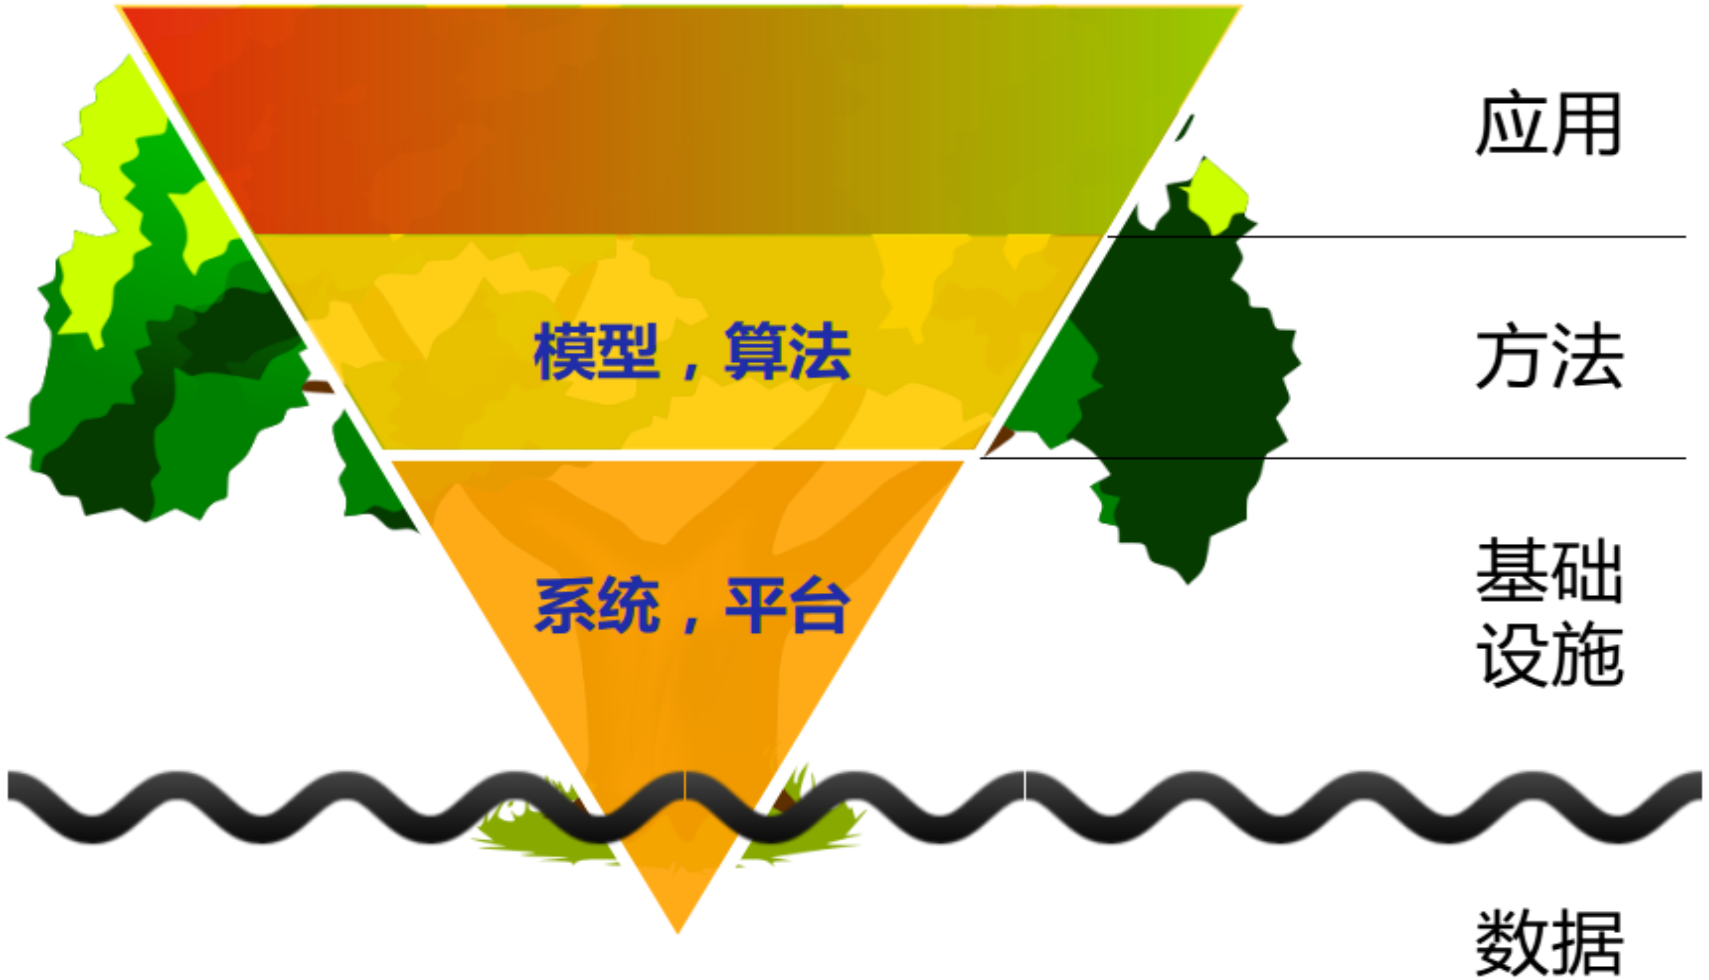 应用
模型，算法
方法
系统，平台
基础
设施
数据